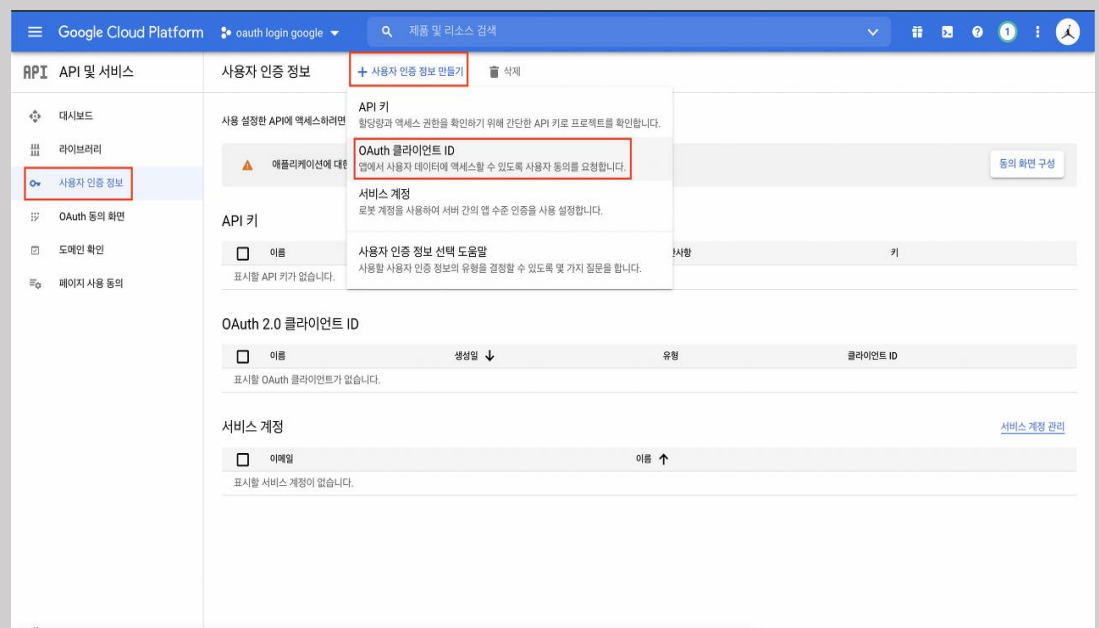 Google Cloud Platform
oauth login google
제품 및 리소스 검색
1
API API 및 서비스
사용자 인증 정보
+ 사용자 인증 정보 만들기
삭제
대시보드
라이브러리
사용자 인증 정보
OAuth 동의 화면
도메인 확인
페이지 사용 동의
사용 설정한 API에 액세스하려면
애플리케이션에 대한
동의 화면 구성
API 키
할당량과 액세스 권한을 확인하기 위해 간단한 API 키로 프로젝트를 확인합니다.
OAuth 클라이언트 ID
앱에서 사용자 데이터에 액세스할 수 있도록 사용자 동의를 요청합니다.
서비스 계정
로봇 계정을 사용하여 서버 간의 앱 수준 인증을 사용 설정합니다.
사용자 인증 정보 선택 도움말
사용할 사용자 인증 정보의 유형을 결정할 수 있도록 몇 가지 질문을 합니다.
API 키
이름
키
표시할 API 키가 없습니다.
OAuth 2.0 클라이언트 ID
이름 생성일 유형 클라이언트 ID
표시할 OAuth 클라이언트가 없습니다.
서비스 계정
서비스 계정 관리
이메일 이름
표시할 서비스 계정이 없습니다.